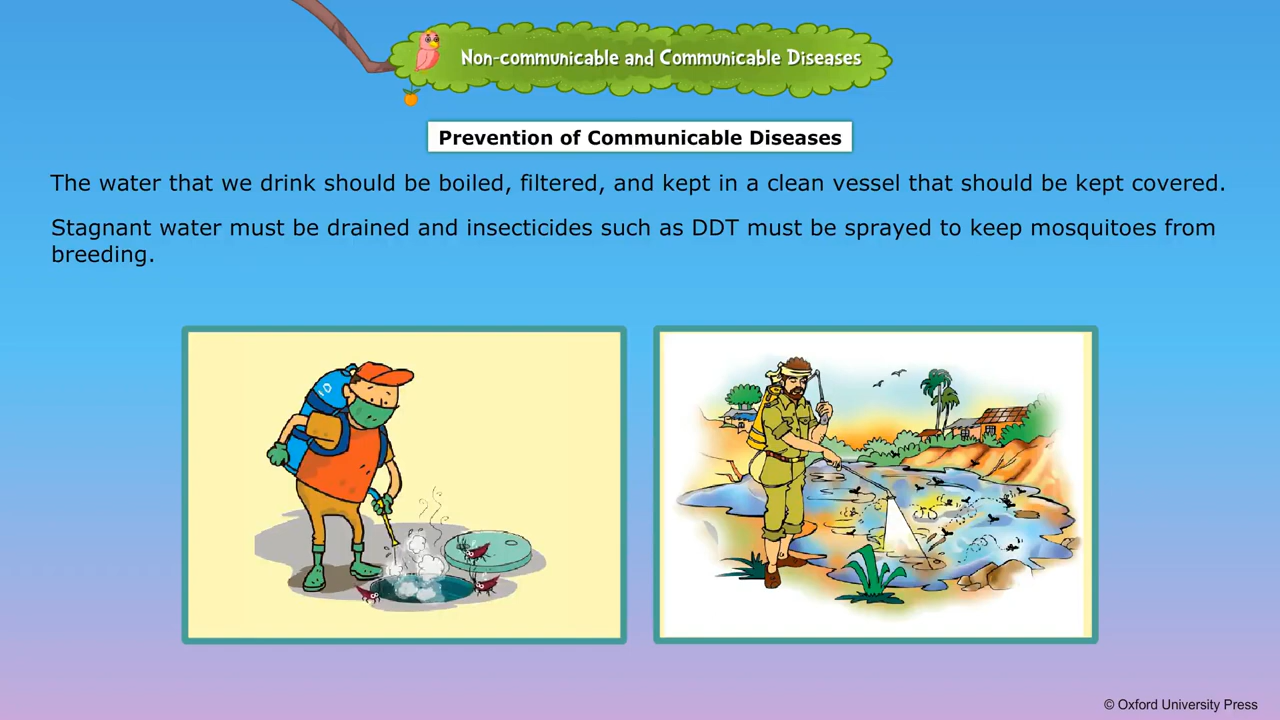 Non-communicable and Communicable Diseases
Prevention of Communicable Diseases
The water that we drink should be boiled, filtered, and kept in a clean vessel that should be kept covered.
Stagnant water must be drained and insecticides such as DDT must be sprayed to keep mosquitoes from
breeding.
© Oxford University Press